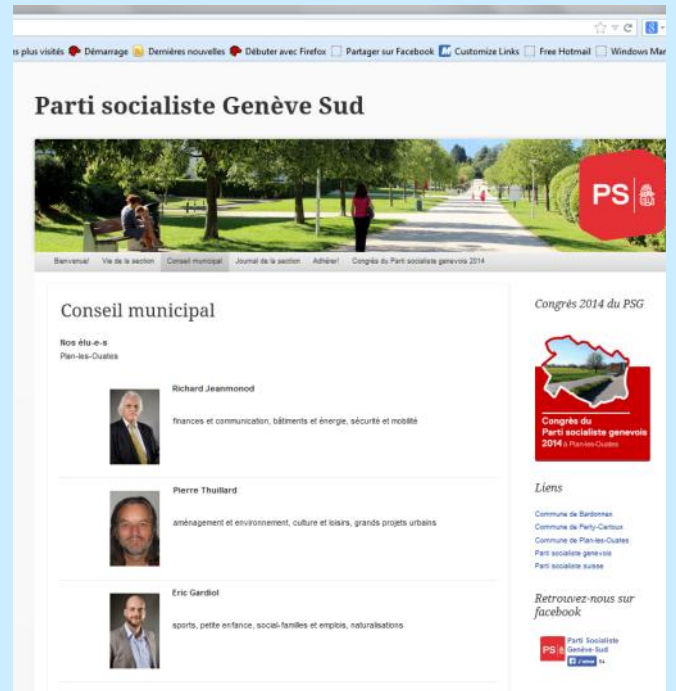 s plus visités Démarrage Dernières nouvelles Débuter avec Firefox Partager sur Facebook Customize Links Free Hotmail Windows Mar
Parti socialiste Genève Sud
PS
Bienvenue! Vie de la section Conseil municipal Journal de la section Adhérer! Congrès du Parti socialiste genevois 2014
Conseil municipal
Nos élu-e-s
Plan-les-Ouates
Richard Jeanmonod
finances et communication, bâtiments et énergie, sécurité et mobilité
Pierre Thuillard
aménagement et environnement, culture et loisirs, grands projets urbains
Eric Gardiol
sports, petite enfance, social-familles et emplois, naturalisations
Congrès 2014 du PSG
Congrès du
Parti socialiste genevois
2014 à Plan-les-Ouates
Liens
Commune de Bardonnex
Commune de Perly-Certoux
Commune de Plan-les-Ouates
Parti socialiste genevois
Parti socialiste suisse
Retrouvez-nous sur
facebook
PS
Parti Socialiste
Genève-Sud
J'aime